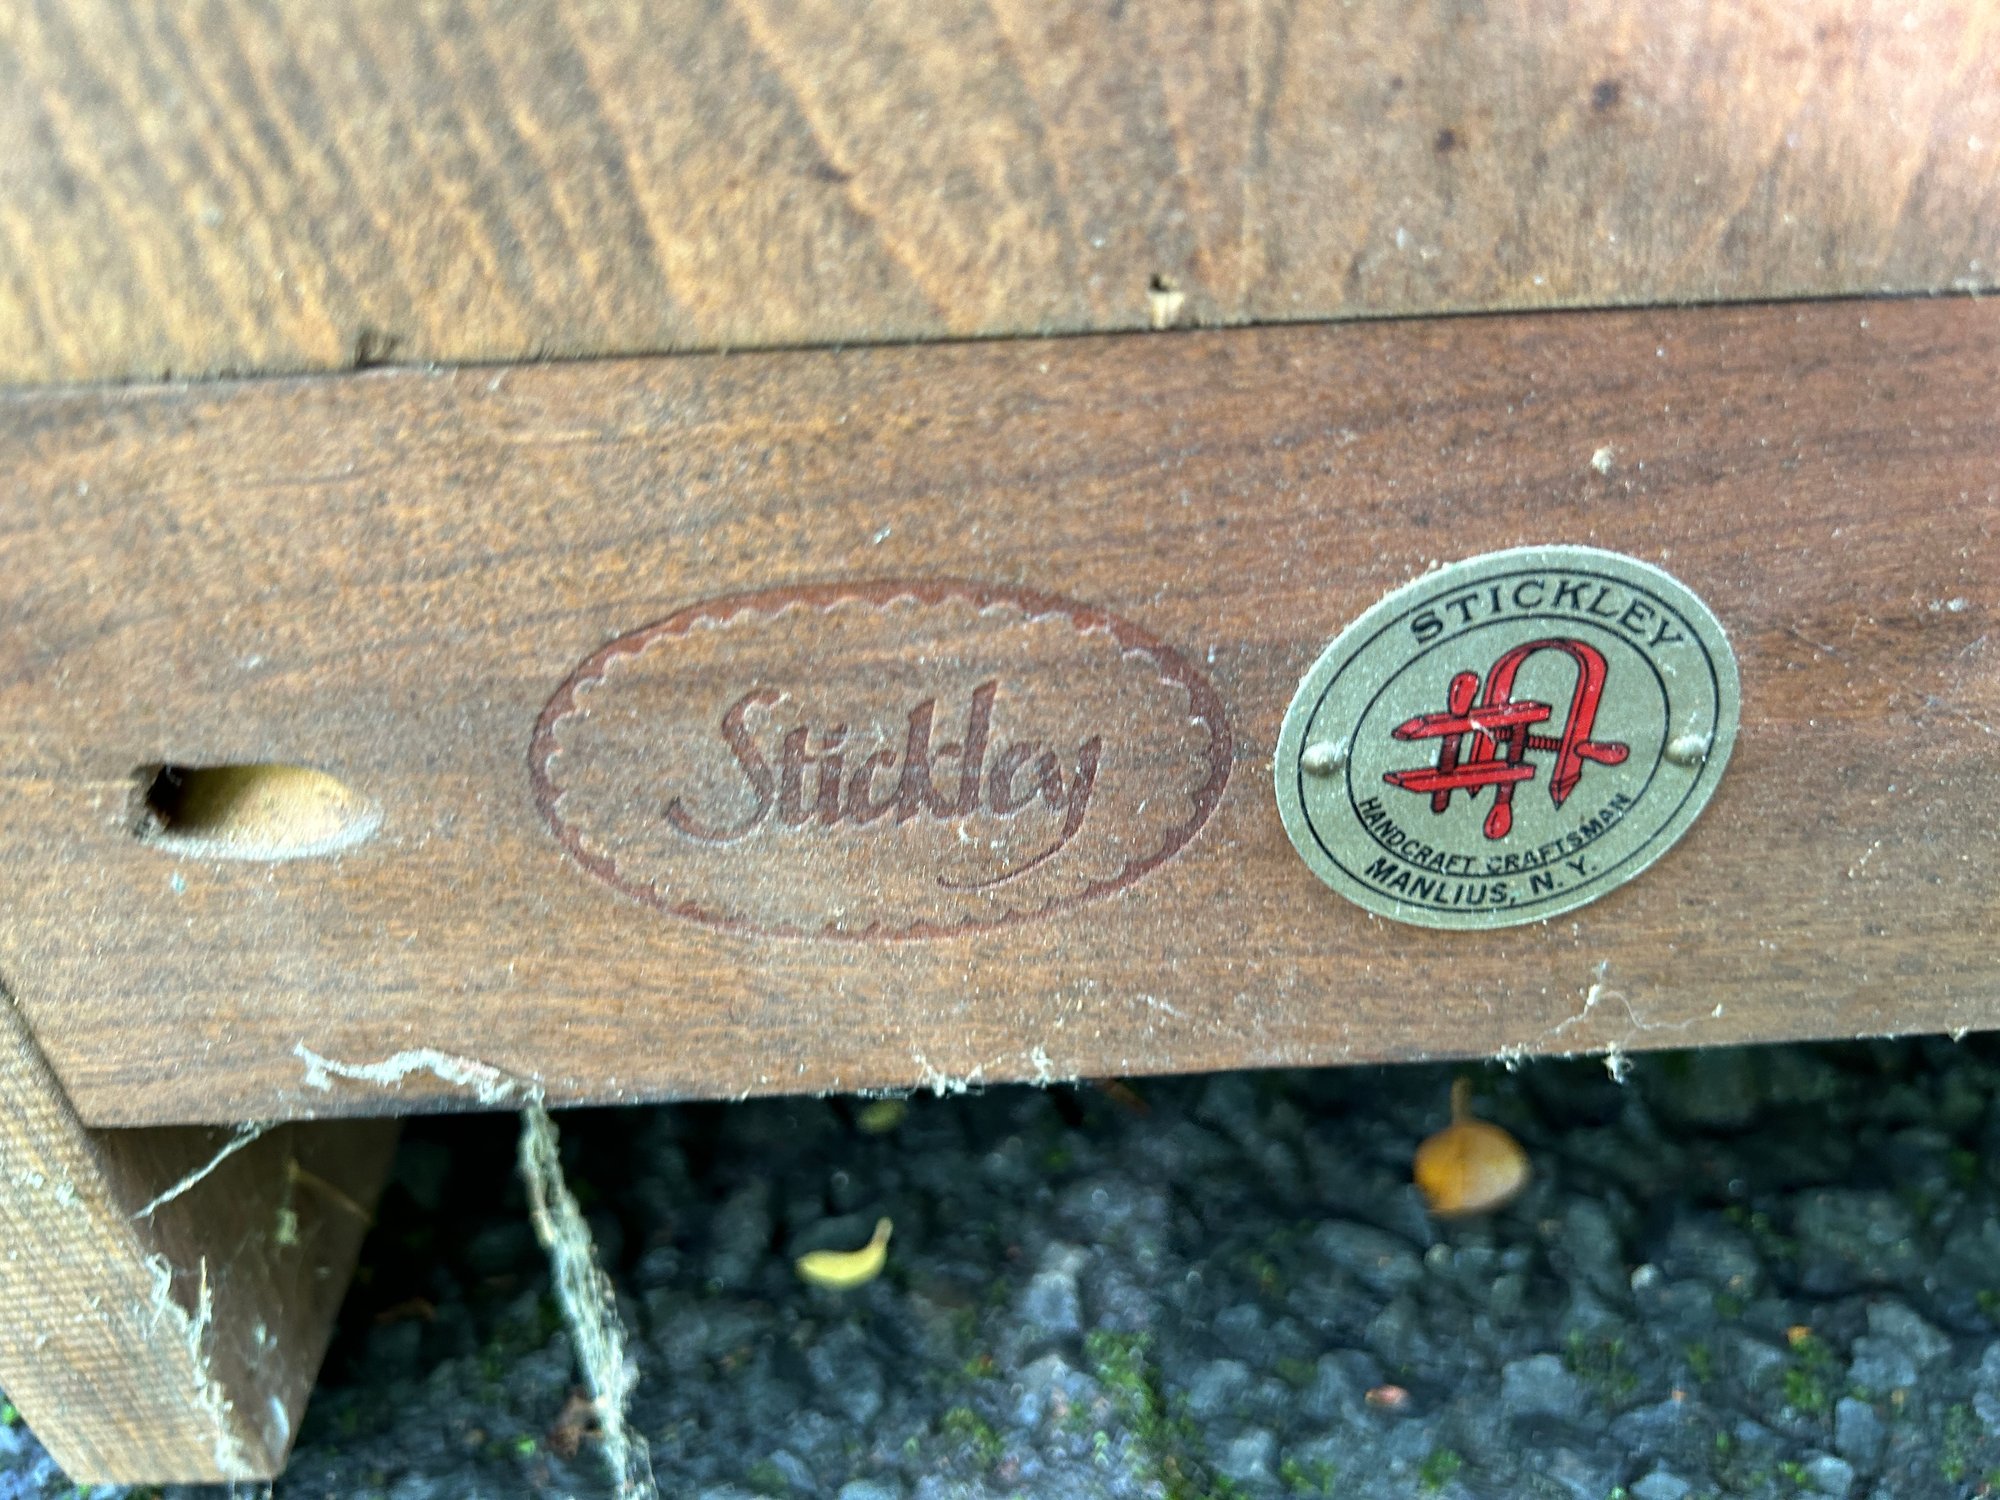 Stickley
STICKLEY
HANDCRAFT CRAFTSMAN
MANLIUS, N.Y.